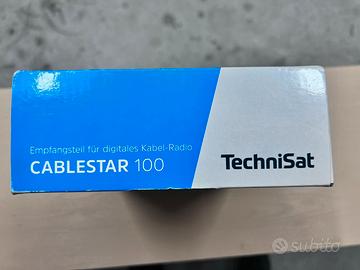 Empfangsteil für digitales Kabel-Radio
CABLESTAR 100
TechniSat
subito